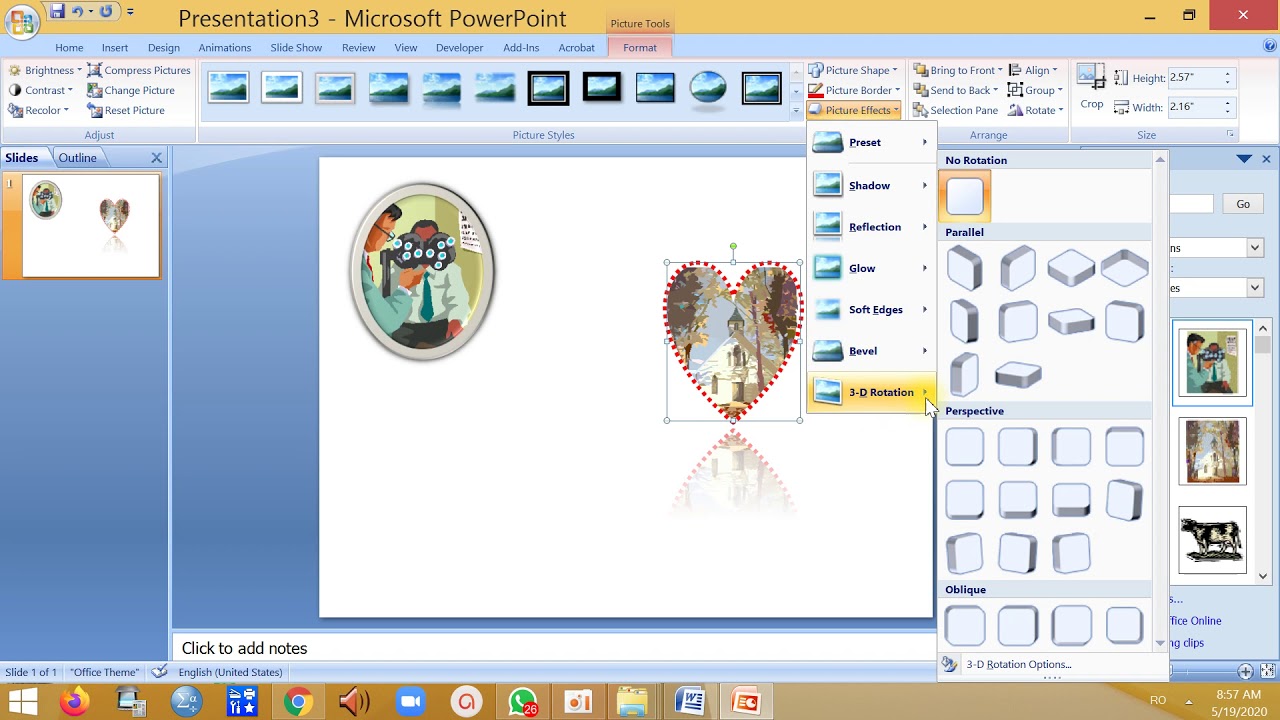 Presentation3 - Microsoft PowerPoint
Picture Tools
Home Insert Design Animations Slide Show Review View Developer Add-Ins Acrobat Format
Brightness Compress Pictures Picture Shape Bring to Front Align Height: 2.57"
Contrast Change Picture Picture Border Send to Back Group Crop Width: 2.16"
Recolor Reset Picture Picture Effects Selection Pane Rotate
Adjust Picture Styles Arrange Size
Slides Outline
1
Preset
Shadow
Reflection
Glow
Soft Edges
Bevel
3-D Rotation
No Rotation
Parallel
Perspective
Oblique
3-D Rotation Options...
Go
ns
:
es
s...
ffice Online
ng clips
Click to add notes
Slide 1 of 1 "Office Theme" English (United States)
26
RO
8:57 AM
5/19/2020